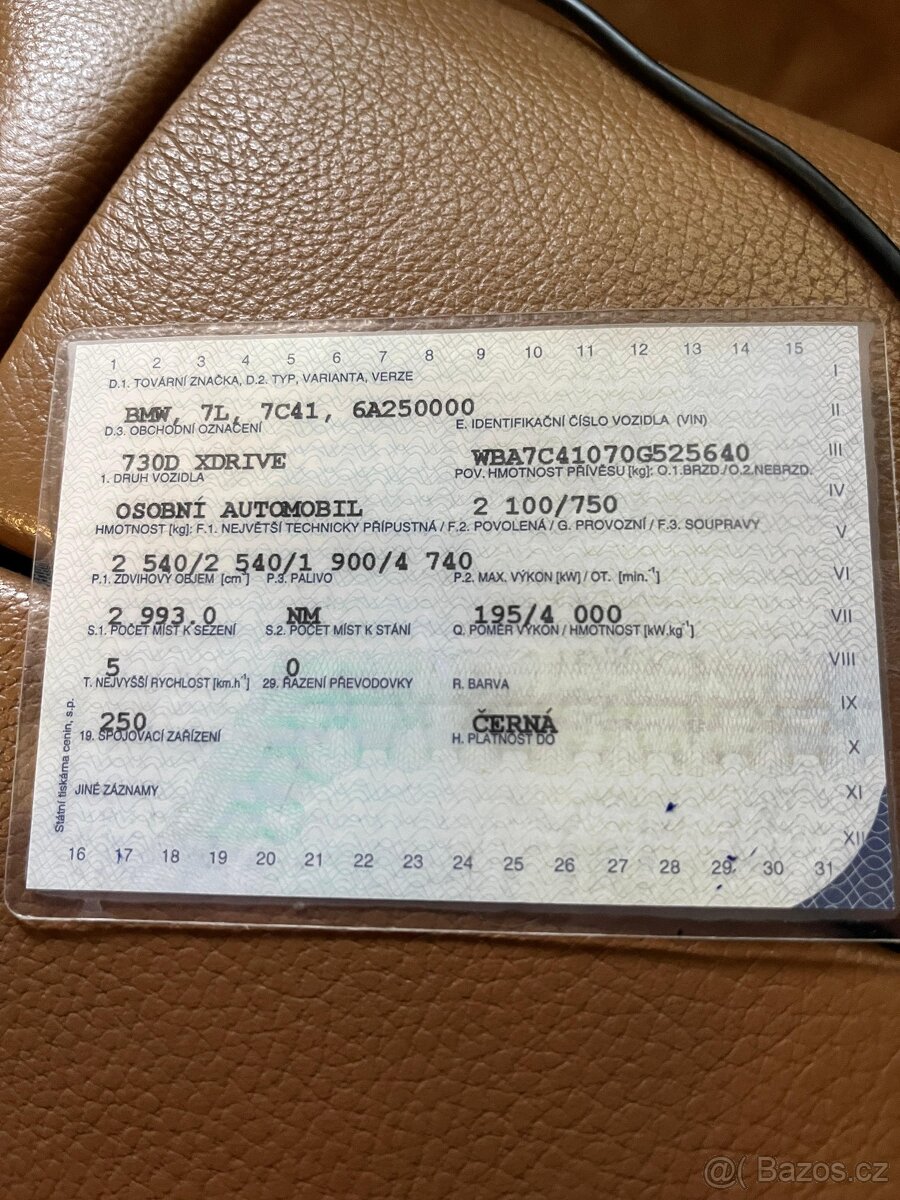 1 2 3 4 5 6 7 8 9 10 11 12 13 14 15
I
D.1. TOVÁRNÍ ZNAČKA, D.2. TYP, VARIANTA, VERZE
BMW, 7L, 7C41, 6A250000
II
D.3. OBCHODNÍ OZNAČENÍ E. IDENTIFIKAČNÍ ČÍSLO VOZIDLA (VIN)
730D XDRIVE WBA7C41070G525640
III
1. DRUH VOZIDLA POV. HMOTNOST PŘÍVĚSU [kg]: O.1.BRZD./O.2.NEBRZD.
IV
OSOBNÍ AUTOMOBIL 2 100/750
HMOTNOST [kg]: F.1. NEJVĚTŠÍ TECHNICKY PŘÍPUSTNÁ / F.2. POVOLENÁ / G. PROVOZNÍ / F.3. SOUPRAVY
V
2 540/2 540/1 900/4 740
P.1. ZDVIHOVÝ OBJEM [cm³] P.3. PALIVO P.2. MAX. VÝKON [kW] / OT. [min.⁻¹]
VI
2 993.0 NM 195/4 000
VII
S.1. POČET MÍST K SEZENÍ S.2. POČET MÍST K STÁNÍ Q. POMĚR VÝKON / HMOTNOST [kW.kg⁻¹]
5 0
VIII
T. NEJVYŠŠÍ RYCHLOST [km.h⁻¹] 29. ŘAZENÍ PŘEVODOVKY R. BARVA
IX
250 ČERNÁ
19. SPOJOVACÍ ZAŘÍZENÍ H. PLATNOST DO
X
JINÉ ZÁZNAMY
XI
XII
16 17 18 19 20 21 22 23 24 25 26 27 28 29 30 31
Státní tiskárna cenin, s.p.
@( Bazos.cz